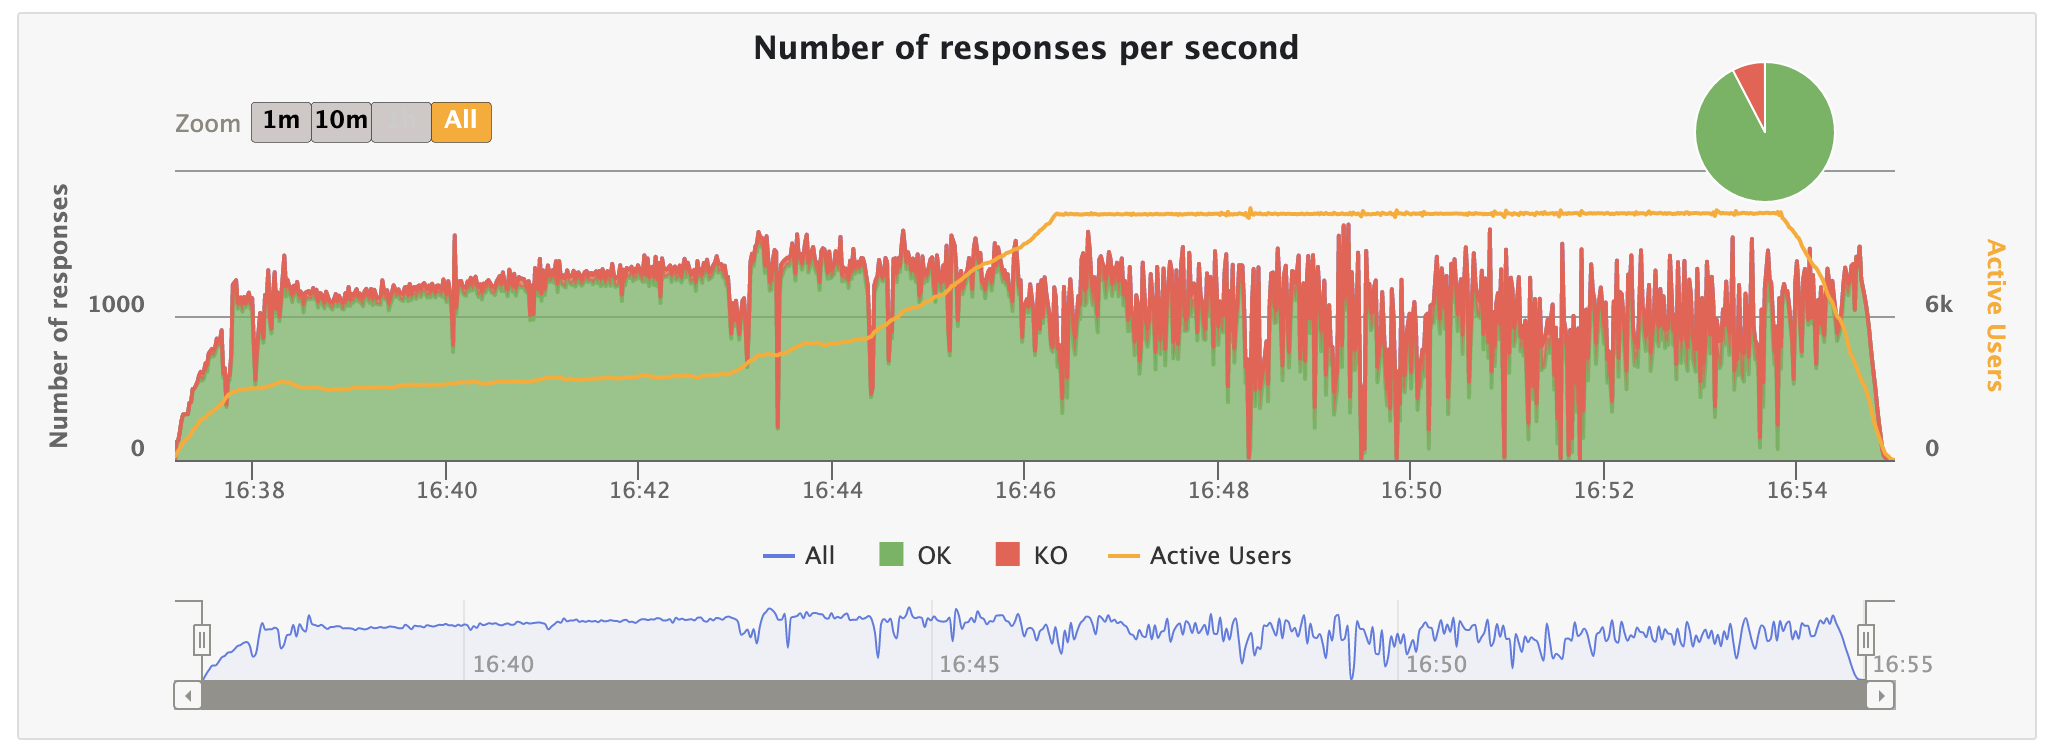 Number of responses per second
Zoom 1m 10m 1h All
Number of responses
1000
0
6k
0
Active Users
16:38 16:40 16:42 16:44 16:46 16:48 16:50 16:52 16:54
All OK KO Active Users
16:40 16:45 16:50 16:55